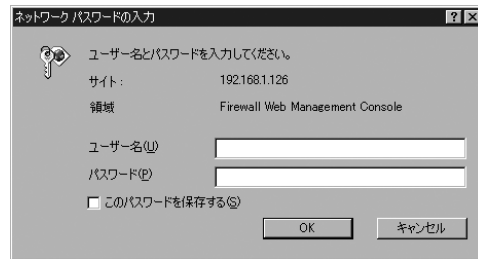 ネットワーク パスワードの入力
ユーザー名とパスワードを入力してください。
サイト: 192.168.1.126
領域 Firewall Web Management Console
ユーザー名(U)
パスワード(P)
このパスワードを保存する(S)
OK キャンセル